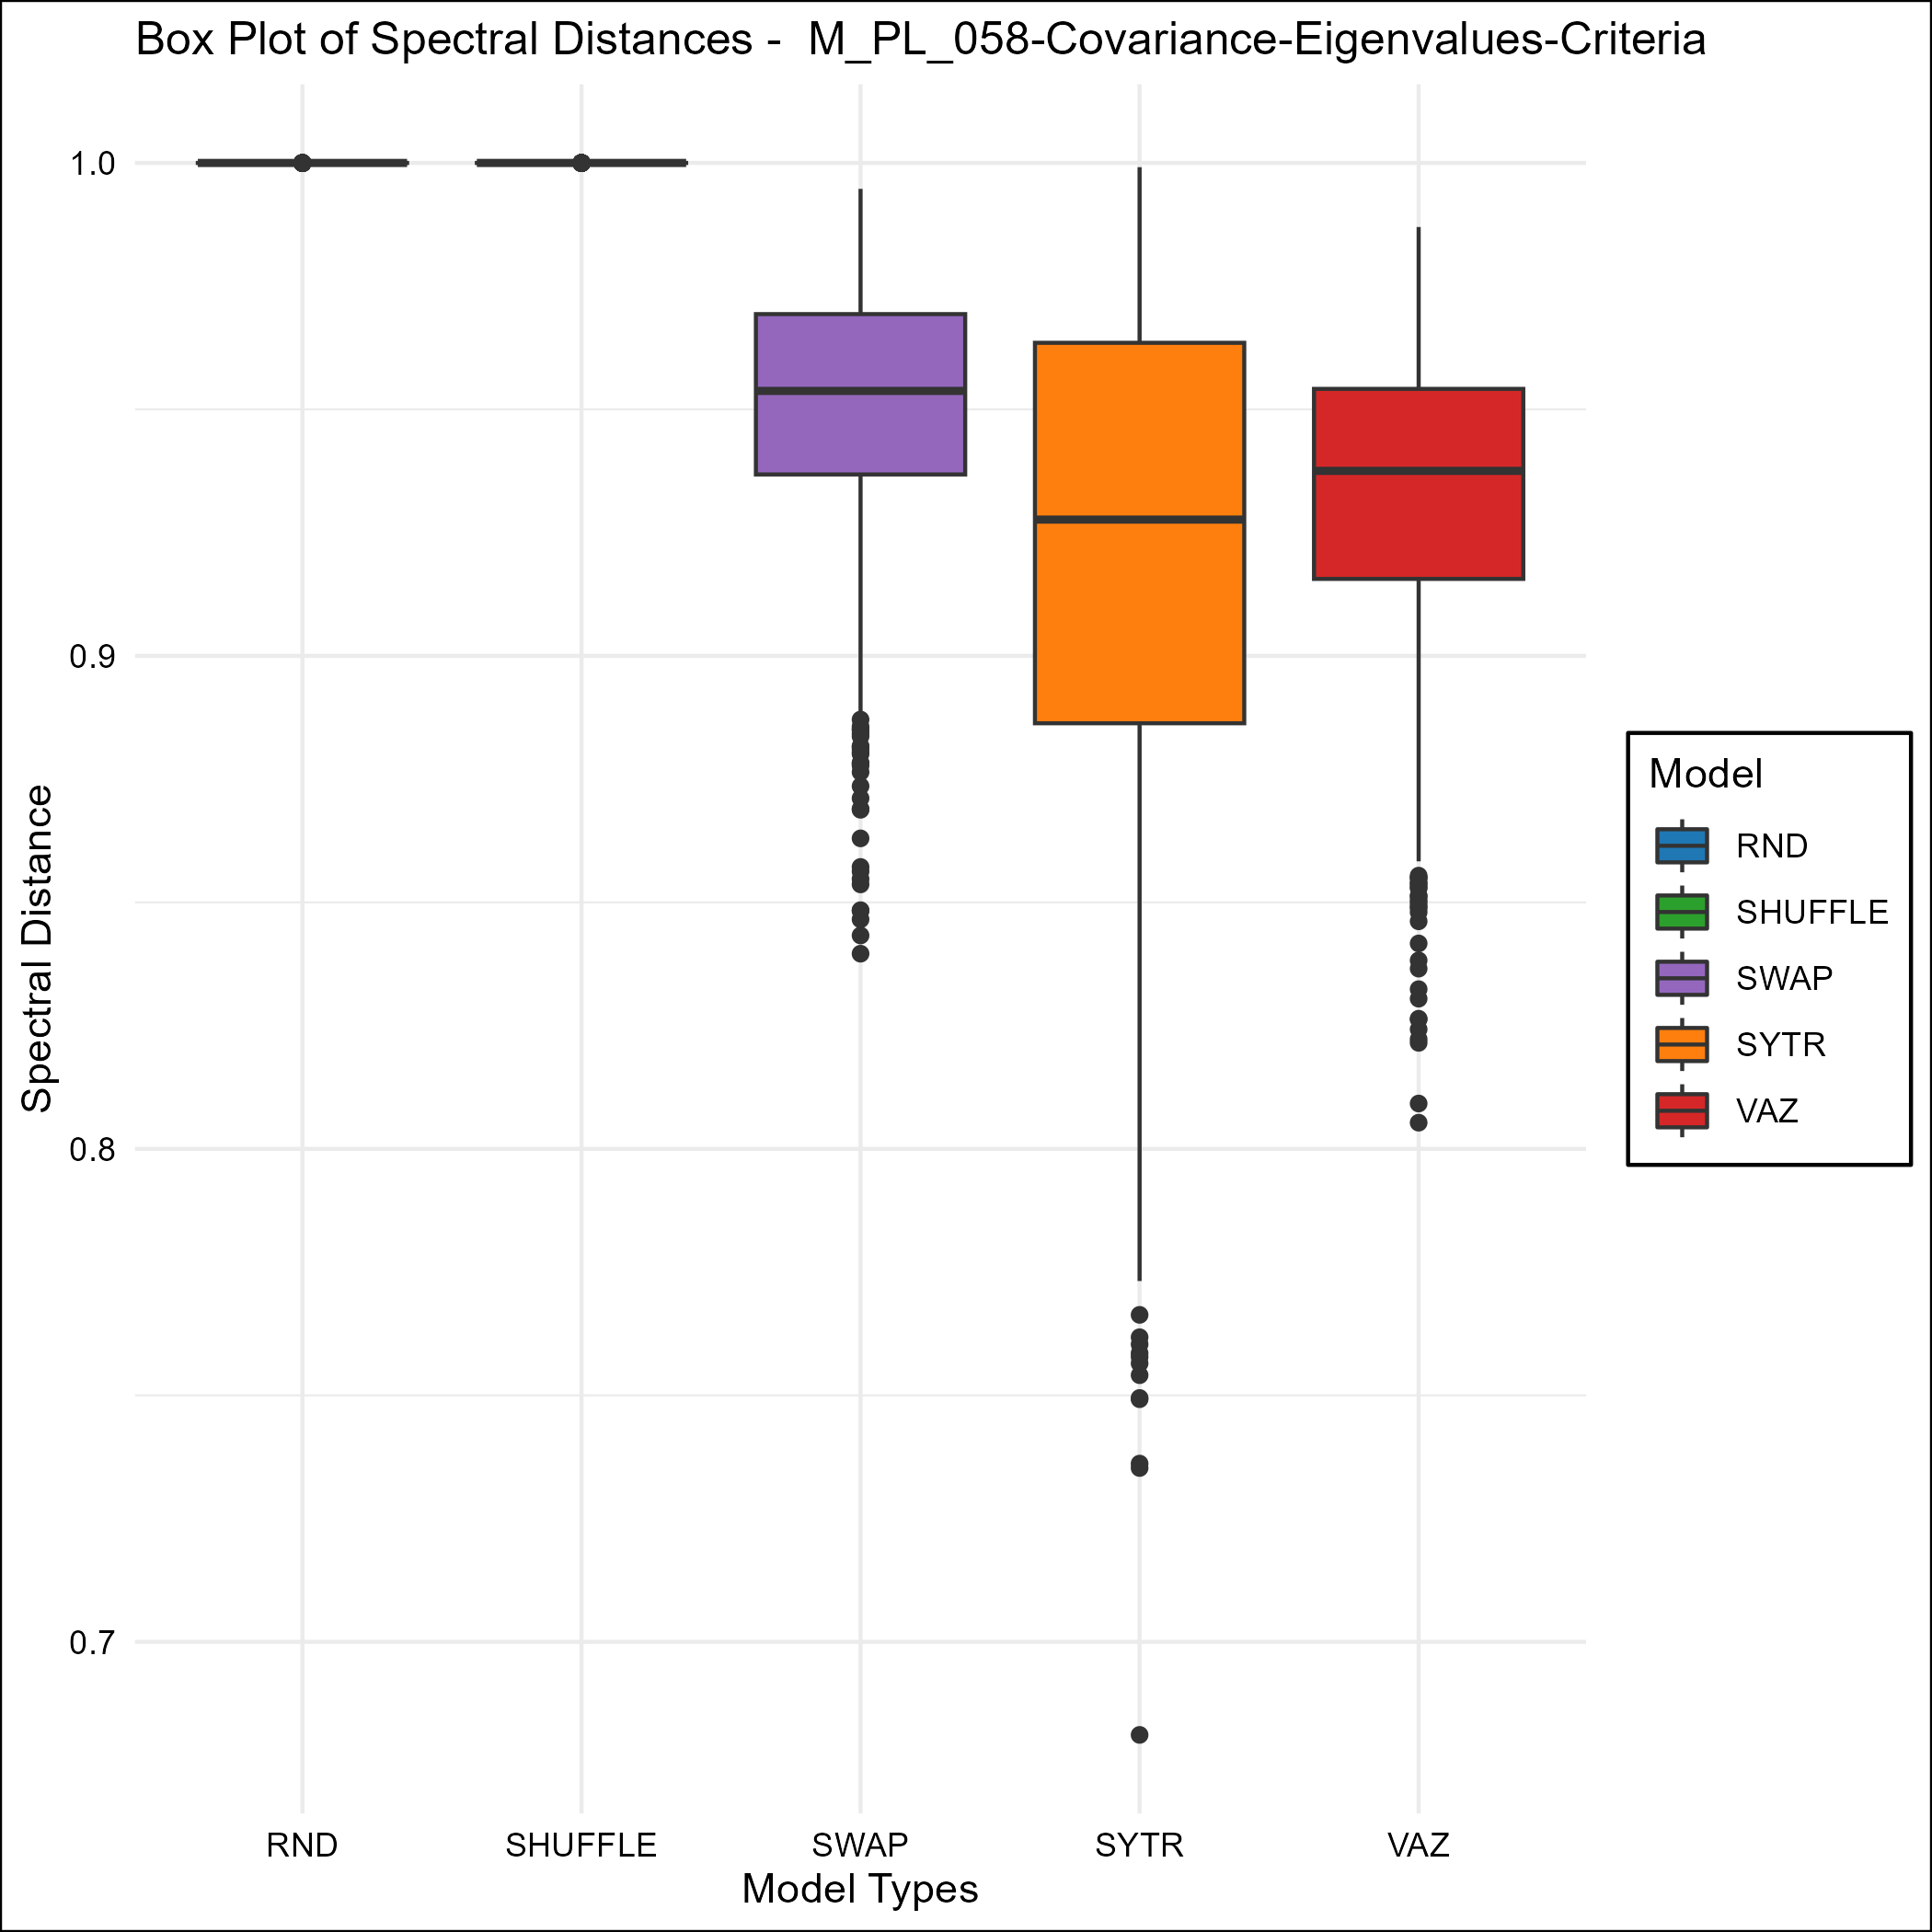 Box Plot of Spectral Distances -  M_PL_058-Covariance-Eigenvalues-Criteria
1.0
0.9
0.8
0.7
Spectral Distance
RND
SHUFFLE
SWAP
SYTR
VAZ
Model Types
Model
RND
SHUFFLE
SWAP
SYTR
VAZ